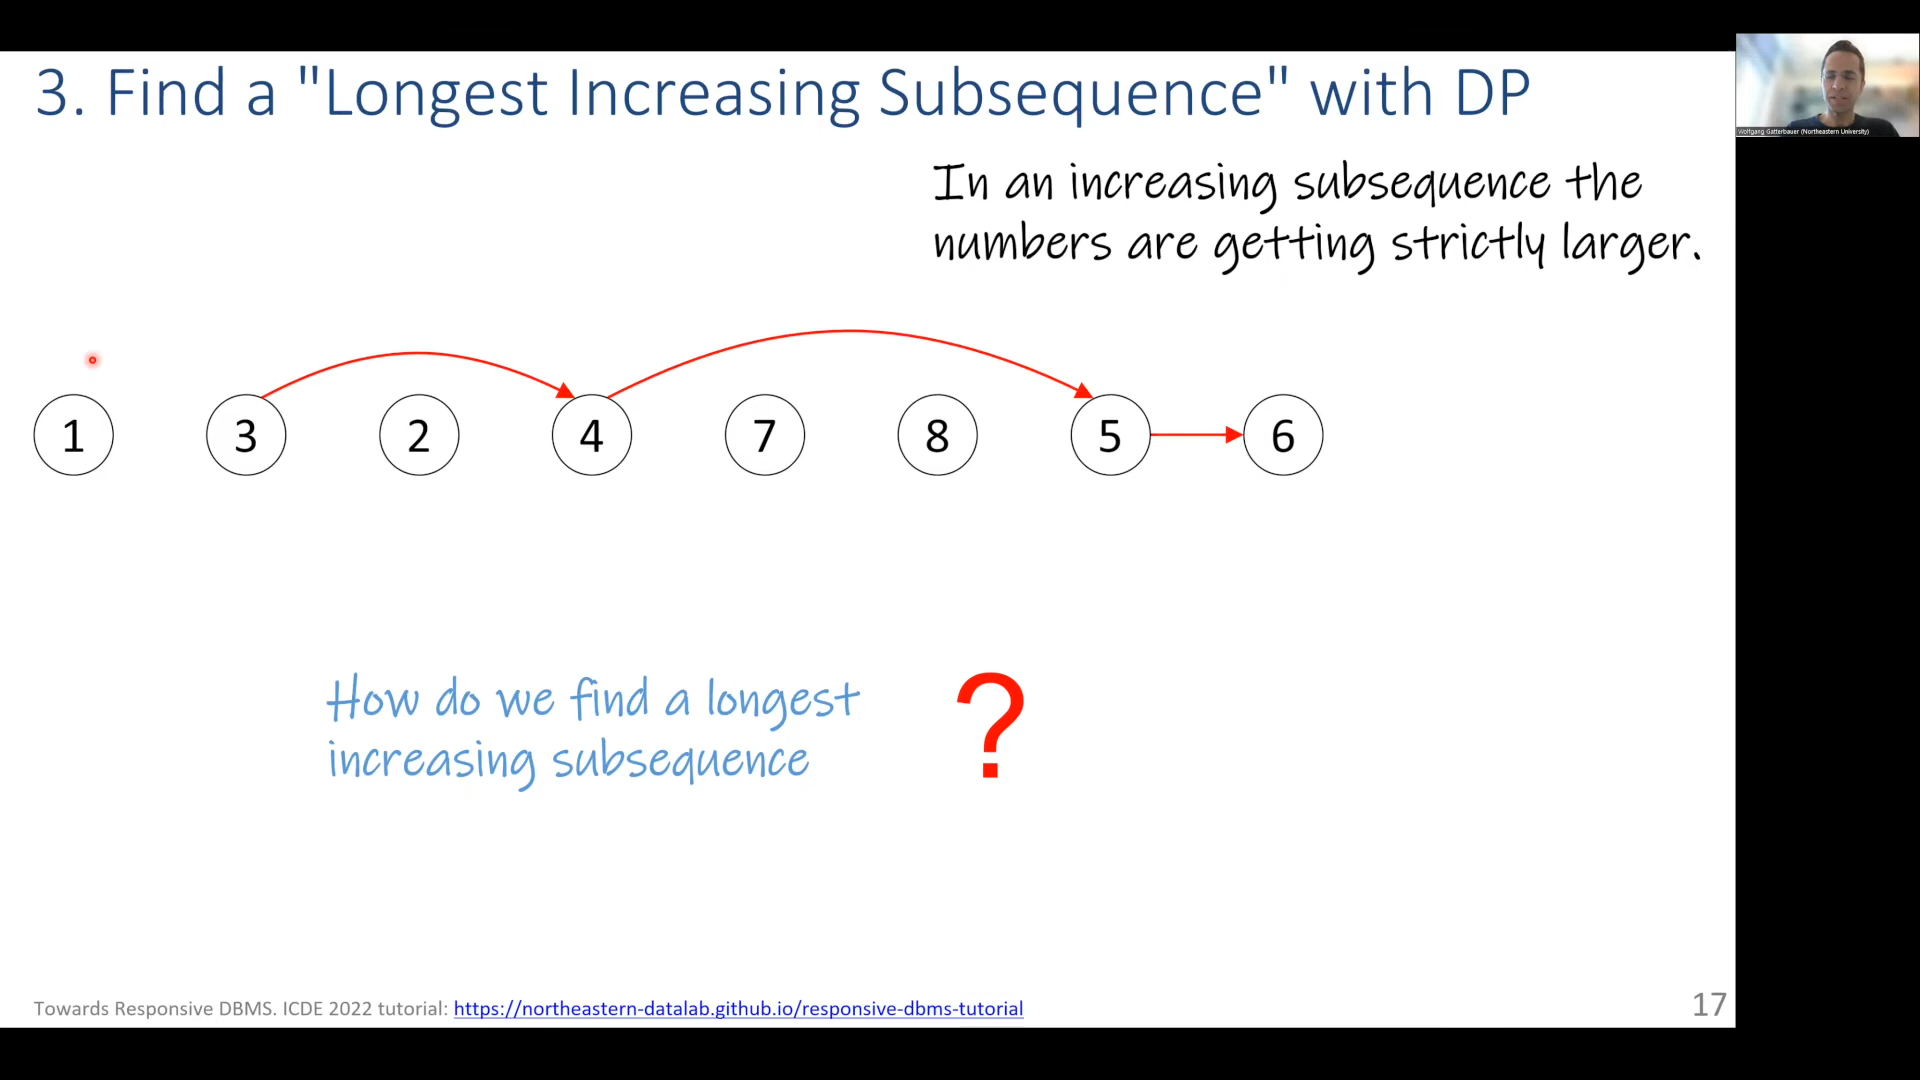 3. Find a "Longest Increasing Subsequence" with DP
Wolfgang Gatterbauer (Northeastern University)
In an increasing subsequence the
numbers are getting strictly larger.
1 3 2 4 7 8 5 6
How do we find a longest
increasing subsequence
?
Towards Responsive DBMS. ICDE 2022 tutorial: https://northeastern-datalab.github.io/responsive-dbms-tutorial
17